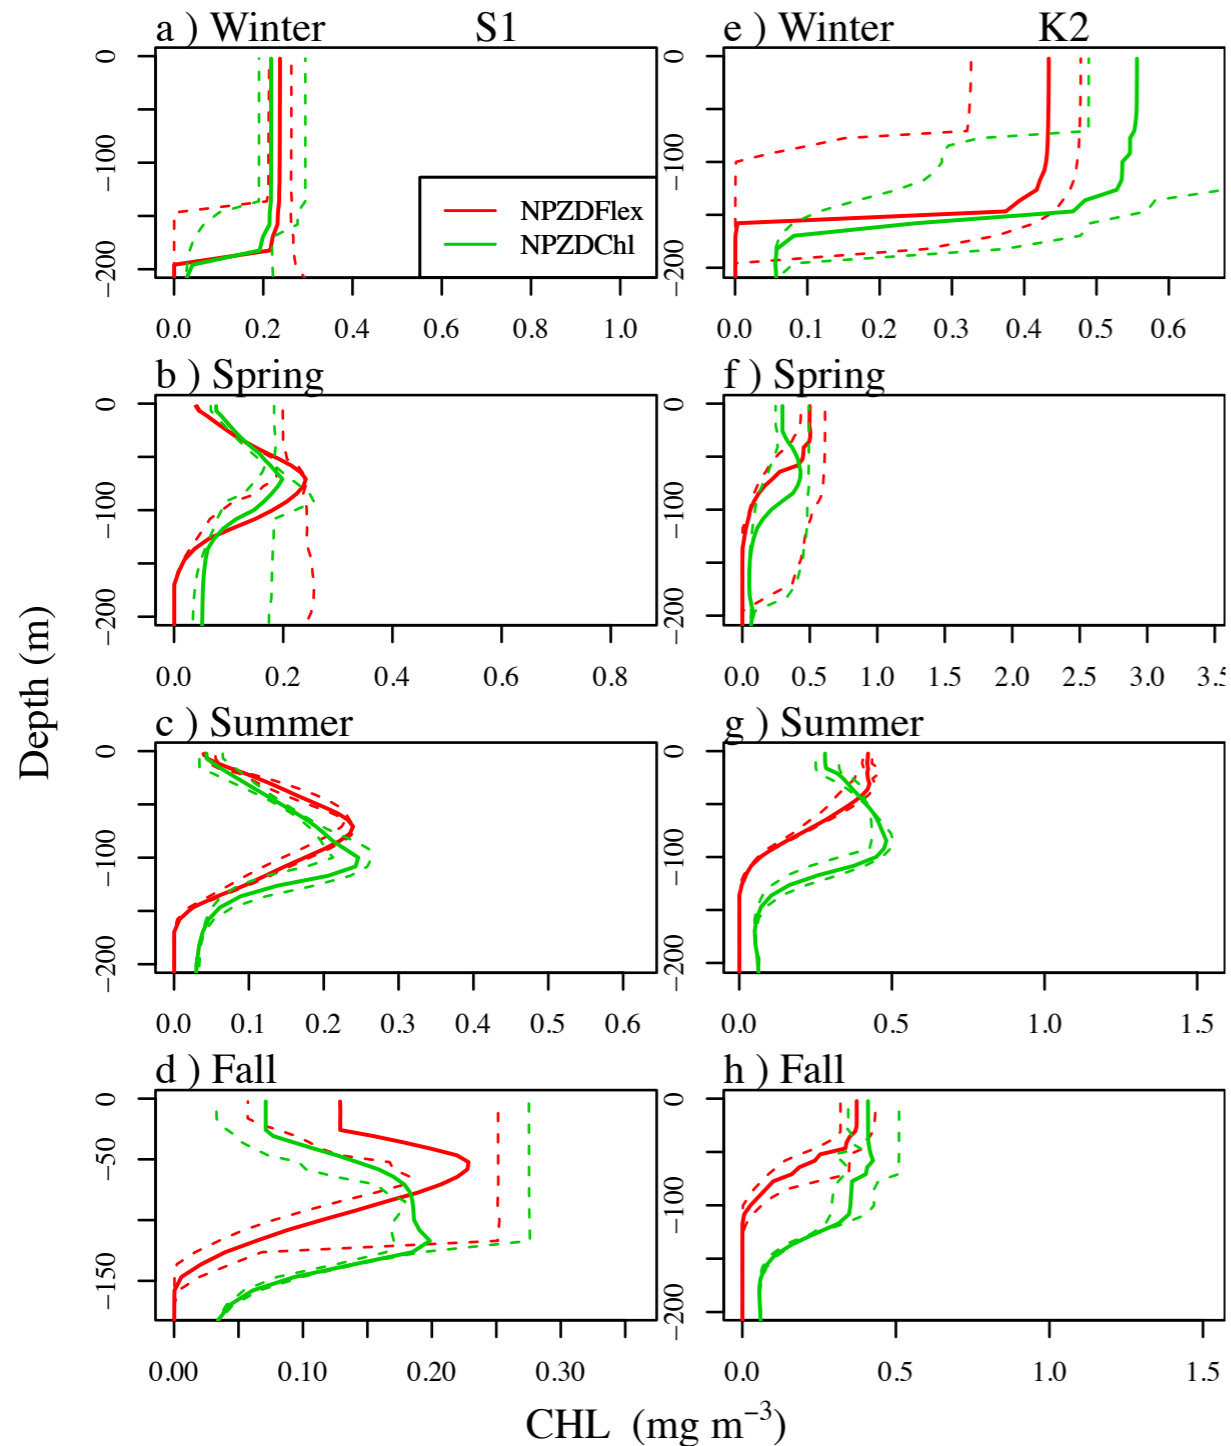 a ) Winter S1
0
−100
−200
NPZDFlex
NPZDChl
0.0 0.2 0.4 0.6 0.8 1.0
e ) Winter K2
0
−100
−200
0.0 0.1 0.2 0.3 0.4 0.5 0.6
b ) Spring
0
−100
−200
0.0 0.2 0.4 0.6 0.8
f ) Spring
0
−100
−200
0.0 0.5 1.0 1.5 2.0 2.5 3.0 3.5
c ) Summer
0
−100
−200
0.0 0.1 0.2 0.3 0.4 0.5 0.6
g ) Summer
0
−100
−200
0.0 0.5 1.0 1.5
d ) Fall
0
−50
−150
0.00 0.10 0.20 0.30
h ) Fall
0
−100
−200
0.0 0.5 1.0 1.5
Depth (m)
CHL (mg m⁻³)